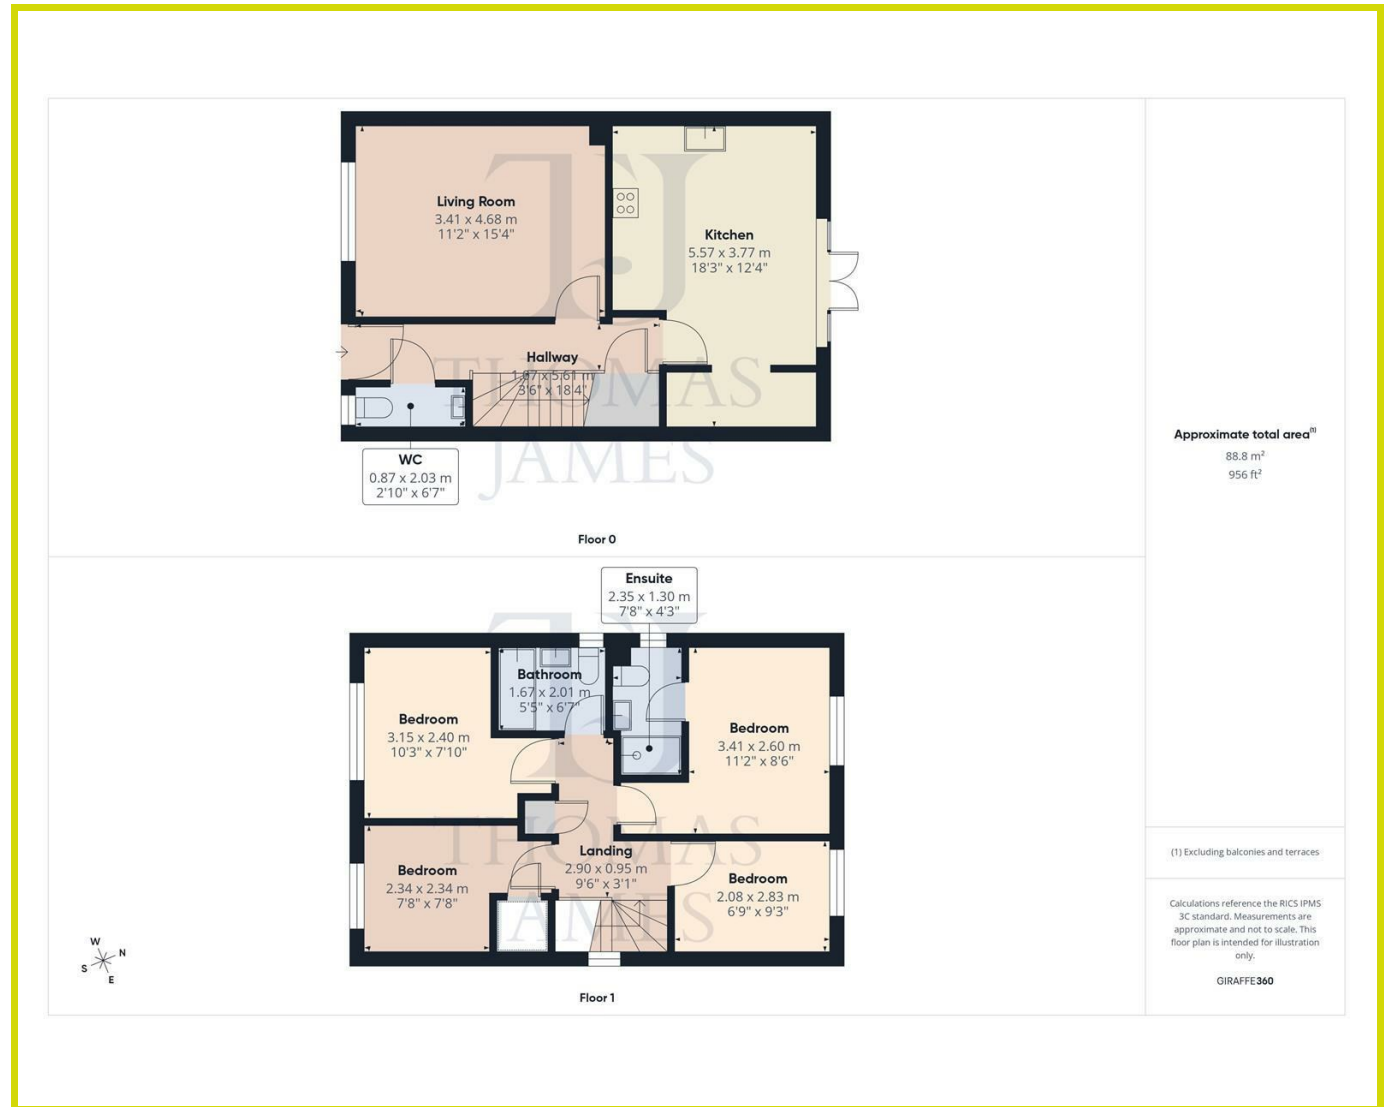 Living Room
3.41 x 4.68 m
11'2" x 15'4"
Kitchen
5.57 x 3.77 m
18'3" x 12'4"
Hallway
1.07 x 5.61 m
3'6" x 18'4"
WC
0.87 x 2.03 m
2'10" x 6'7"
THOMAS
JAMES
Floor 0
Approximate total area(1)
88.8 m²
956 ft²
Ensuite
2.35 x 1.30 m
7'8" x 4'3"
Bathroom
1.67 x 2.01 m
5'5" x 6'7"
Bedroom
3.15 x 2.40 m
10'3" x 7'10"
Bedroom
3.41 x 2.60 m
11'2" x 8'6"
Landing
2.90 x 0.95 m
9'6" x 3'1"
Bedroom
2.34 x 2.34 m
7'8" x 7'8"
Bedroom
2.08 x 2.83 m
6'9" x 9'3"
THOMAS
JAMES
W
N
S
E
Floor 1
(1) Excluding balconies and terraces
Calculations reference the RICS IPMS
3C standard. Measurements are
approximate and not to scale. This
floor plan is intended for illustration
only.
GIRAFFE360